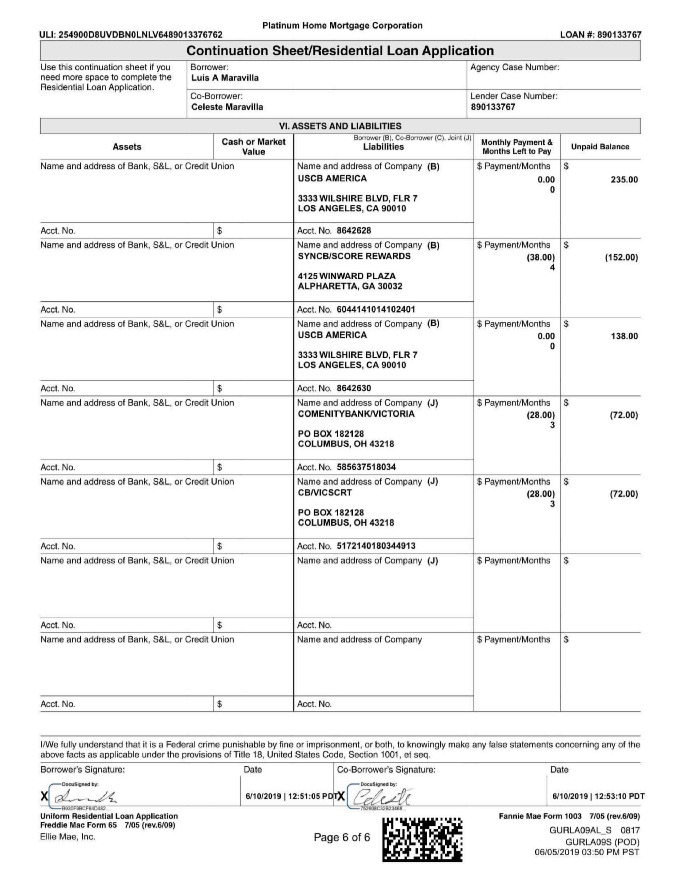 Platinum Home Mortgage Corporation
ULI: 254900D8UVDBN0LNLV6489013376762 LOAN #: 890133767
Continuation Sheet/Residential Loan Application
Use this continuation sheet if you need more space to complete the Residential Loan Application.
Borrower:
Luis A Maravilla
Agency Case Number:
Co-Borrower:
Celeste Maravilla
Lender Case Number:
890133767
VI. ASSETS AND LIABILITIES
Assets
Cash or Market Value
Borrower (B), Co-Borrower (C), Joint (J)
Liabilities
Monthly Payment & Months Left to Pay
Unpaid Balance
Name and address of Bank, S&L, or Credit Union Name and address of Company (B) $ Payment/Months $
USCB AMERICA 0.00 235.00
0
3333 WILSHIRE BLVD, FLR 7
LOS ANGELES, CA 90010
Acct. No. $ Acct. No. 8642628
Name and address of Bank, S&L, or Credit Union Name and address of Company (B) $ Payment/Months $
SYNCB/SCORE REWARDS (38.00) (152.00)
4
4125 WINWARD PLAZA
ALPHARETTA, GA 30032
Acct. No. $ Acct. No. 6044141014102401
Name and address of Bank, S&L, or Credit Union Name and address of Company (B) $ Payment/Months $
USCB AMERICA 0.00 138.00
0
3333 WILSHIRE BLVD, FLR 7
LOS ANGELES, CA 90010
Acct. No. $ Acct. No. 8642630
Name and address of Bank, S&L, or Credit Union Name and address of Company (J) $ Payment/Months $
COMENITYBANK/VICTORIA (28.00) (72.00)
3
PO BOX 182128
COLUMBUS, OH 43218
Acct. No. $ Acct. No. 585637518034
Name and address of Bank, S&L, or Credit Union Name and address of Company (J) $ Payment/Months $
CB/VICSCRT (28.00) (72.00)
3
PO BOX 182128
COLUMBUS, OH 43218
Acct. No. $ Acct. No. 5172140180344913
Name and address of Bank, S&L, or Credit Union Name and address of Company (J) $ Payment/Months $
Acct. No. $ Acct. No.
Name and address of Bank, S&L, or Credit Union Name and address of Company $ Payment/Months $
Acct. No. $ Acct. No.
I/We fully understand that it is a Federal crime punishable by fine or imprisonment, or both, to knowingly make any false statements concerning any of the
above facts as applicable under the provisions of Title 18, United States Code, Section 1001, et seq.
Borrower's Signature: Date Co-Borrower's Signature: Date
DocuSigned by: DocuSigned by:
X 6/10/2019 | 12:51:05 PDT X 6/10/2019 | 12:53:10 PDT
Uniform Residential Loan Application Fannie Mae Form 1003 7/05 (rev.6/09)
Freddie Mac Form 65 7/05 (rev.6/09)
Ellie Mae, Inc. Page 6 of 6 GURLA09AL_S 0817
GURLA09S (POD)
06/05/2019 03:50 PM PST